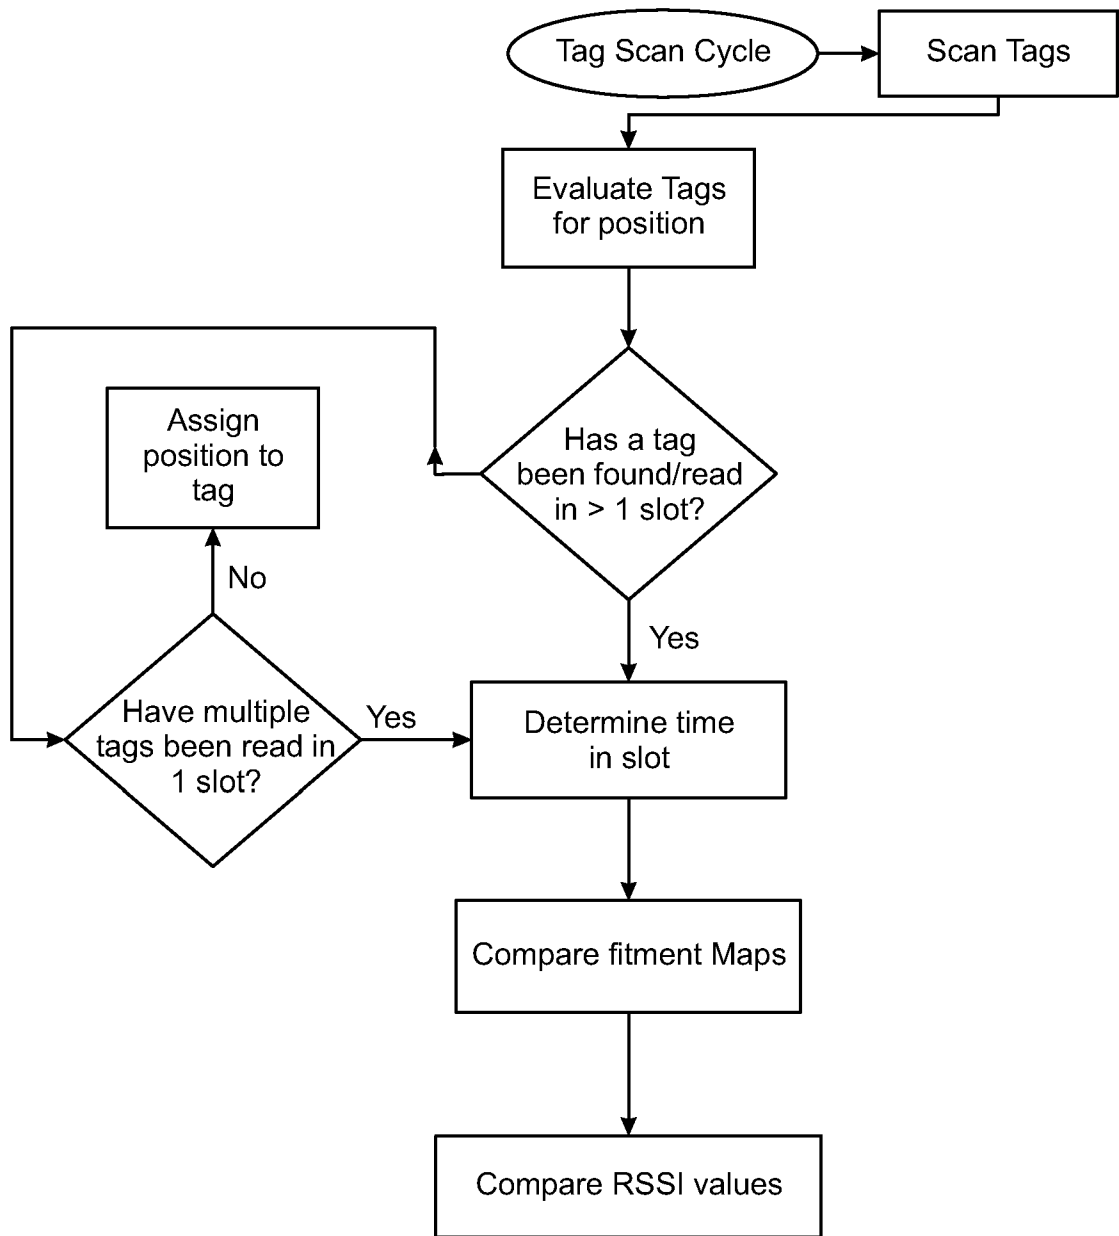 Tag Scan Cycle
Scan Tags
Evaluate Tags
for position
Has a tag
been found/read
in > 1 slot?
Assign
position to
tag
No
Yes
Have multiple
tags been read in
1 slot?
Yes
Determine time
in slot
Compare fitment Maps
Compare RSSI values